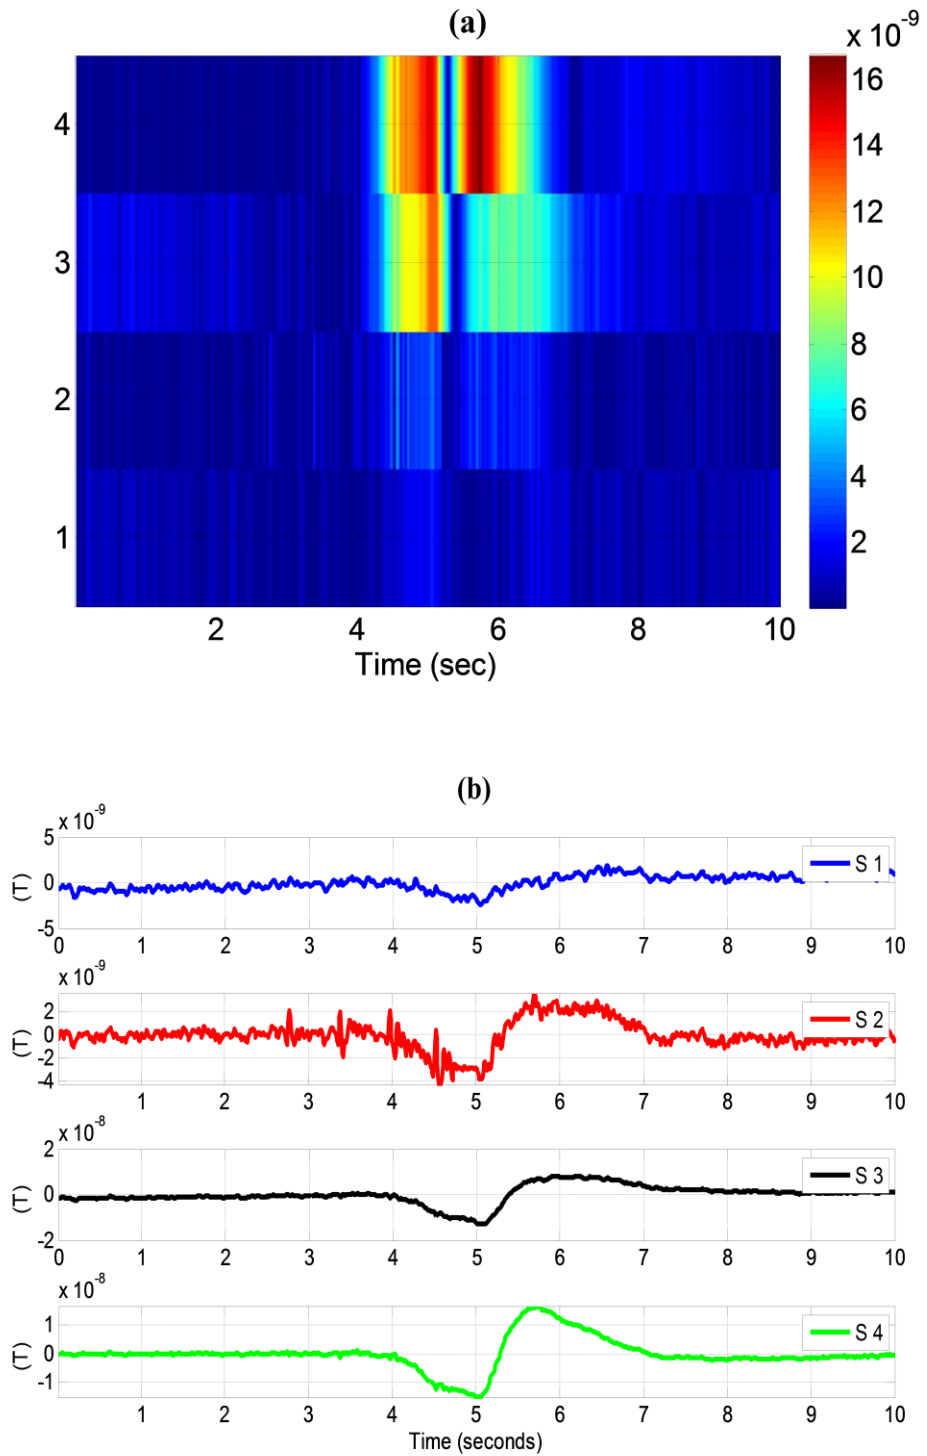 (a)
x 10⁻⁹
4
3
2
1
16
14
12
10
8
6
4
2
2 4 6 8 10
Time (sec)
(b)
x 10⁻⁹
5
0
-5
(T)
S 1
0 1 2 3 4 5 6 7 8 9 10
x 10⁻⁹
2
0
-2
-4
(T)
S 2
1 2 3 4 5 6 7 8 9 10
x 10⁻⁸
2
0
-2
(T)
S 3
0 1 2 3 4 5 6 7 8 9 10
x 10⁻⁸
1
0
-1
(T)
S 4
1 2 3 4 5 6 7 8 9 10
Time (seconds)